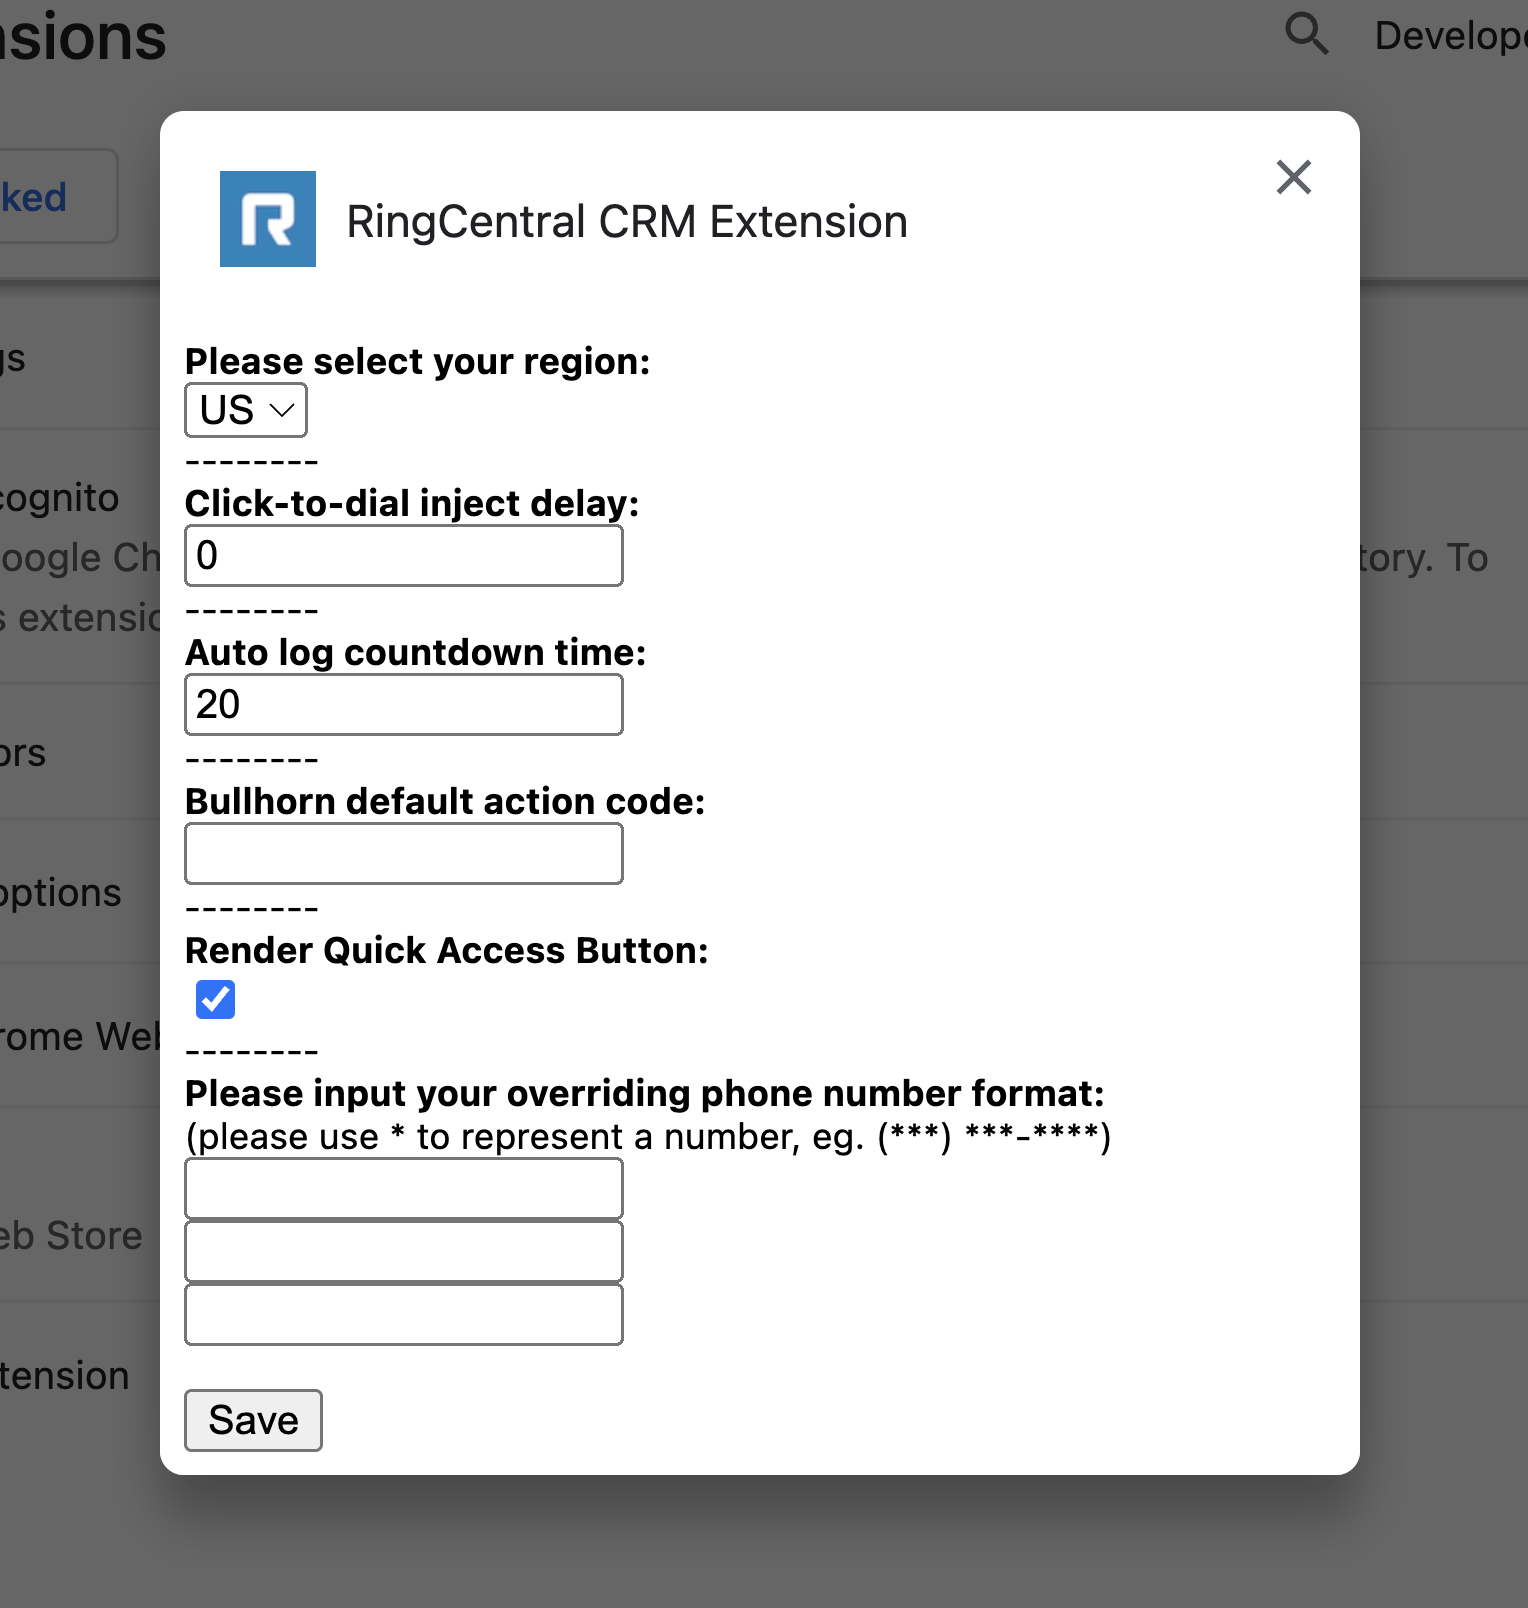 nsions
Develope
ked
RingCentral CRM Extension
gs
Please select your region:
US
--------
cognito
Click-to-dial inject delay:
oogle Ch
tory. To
0
s extensio
--------
Auto log countdown time:
20
ors
--------
Bullhorn default action code:
options
--------
Render Quick Access Button:
rome Web
--------
Please input your overriding phone number format:
(please use * to represent a number, eg. (***) ***-****)
eb Store
tension
Save